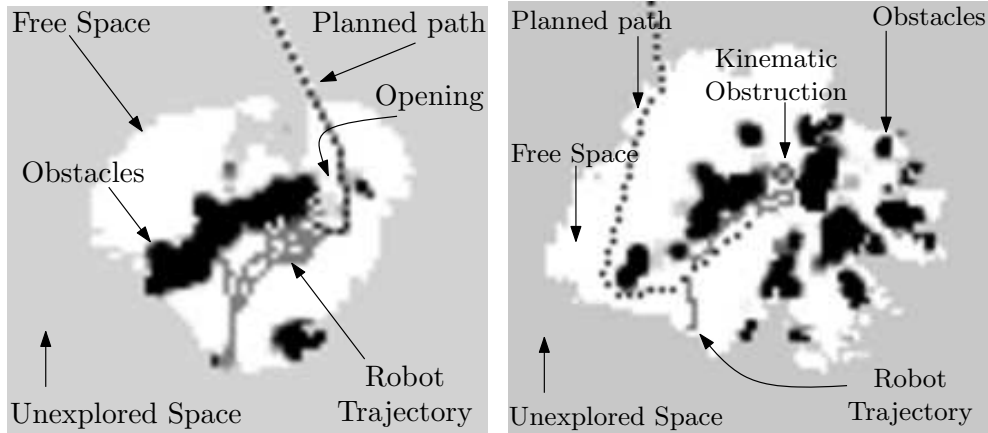 Free Space
Planned path
Opening
Obstacles
Robot
Trajectory
Unexplored Space
Planned path
Obstacles
Kinematic
Obstruction
Free Space
Robot
Trajectory
Unexplored Space